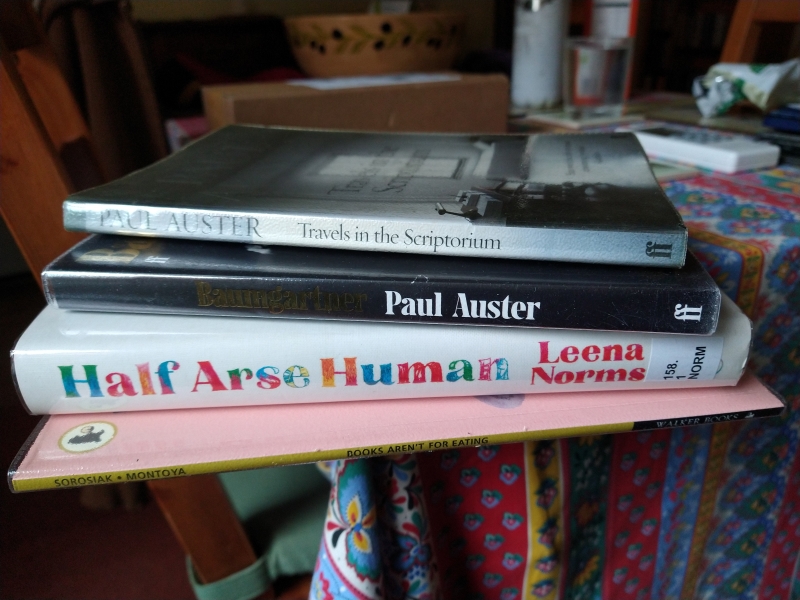 PAUL AUSTER Travels in the Scriptorium ff
Baumgartner Paul Auster ff
Half Arse Human Leena Norms 158.1 NORM
SOROSIAK • MONTOYA BOOKS AREN'T FOR EATING WALKER BOOKS